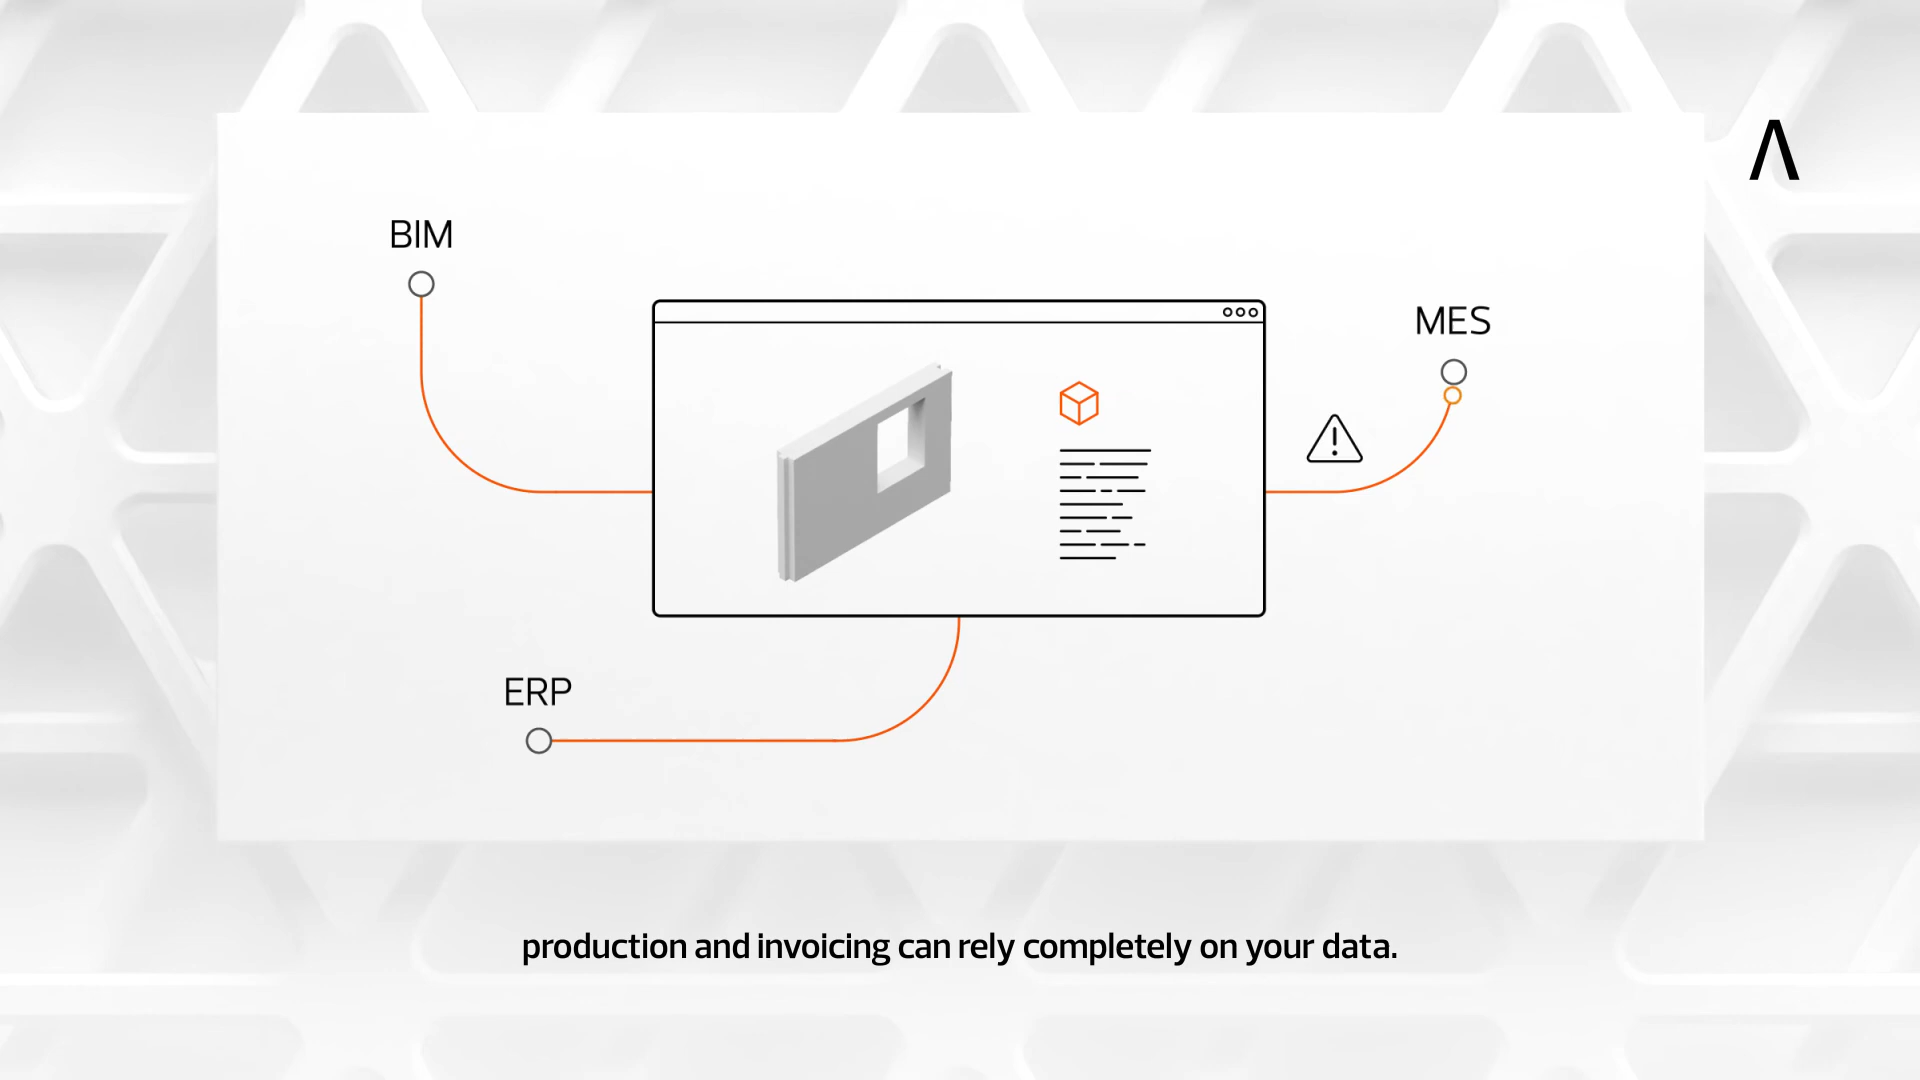 BIM
MES
ERP
production and invoicing can rely completely on your data.